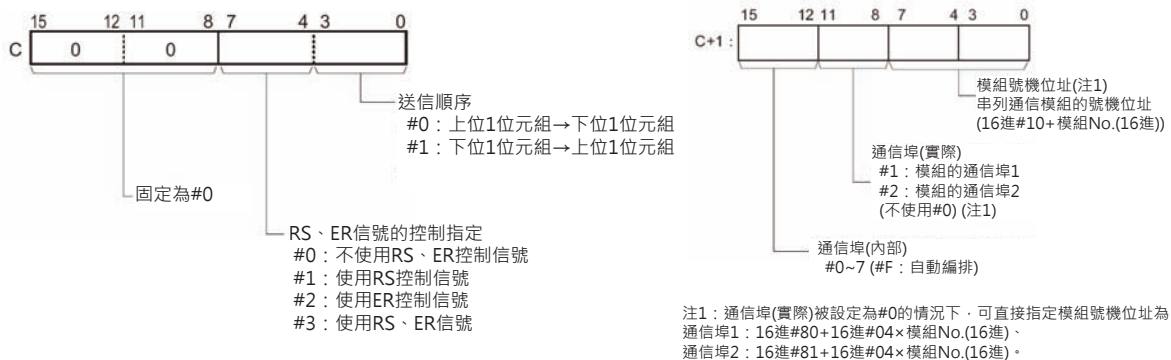 15 12 11 8 7 4 3 0
C 0 0
送信順序
#0：上位1位元組→下位1位元組
#1：下位1位元組→上位1位元組
固定為#0
RS、ER信號的控制指定
#0：不使用RS、ER控制信號
#1：使用RS控制信號
#2：使用ER控制信號
#3：使用RS、ER信號
15 12 11 8 7 4 3 0
C+1：
模組號機位址(注1)
串列通信模組的號機位址
(16進#10+模組No.(16進))
通信埠(實際)
#1：模組的通信埠1
#2：模組的通信埠2
(不使用#0) (注1)
通信埠(內部)
#0~7 (#F：自動編排)
注1：通信埠(實際)被設定為#0的情況下，可直接指定模組號機位址為
通信埠1：16進#80+16進#04×模組No.(16進)、
通信埠2：16進#81+16進#04×模組No.(16進)。